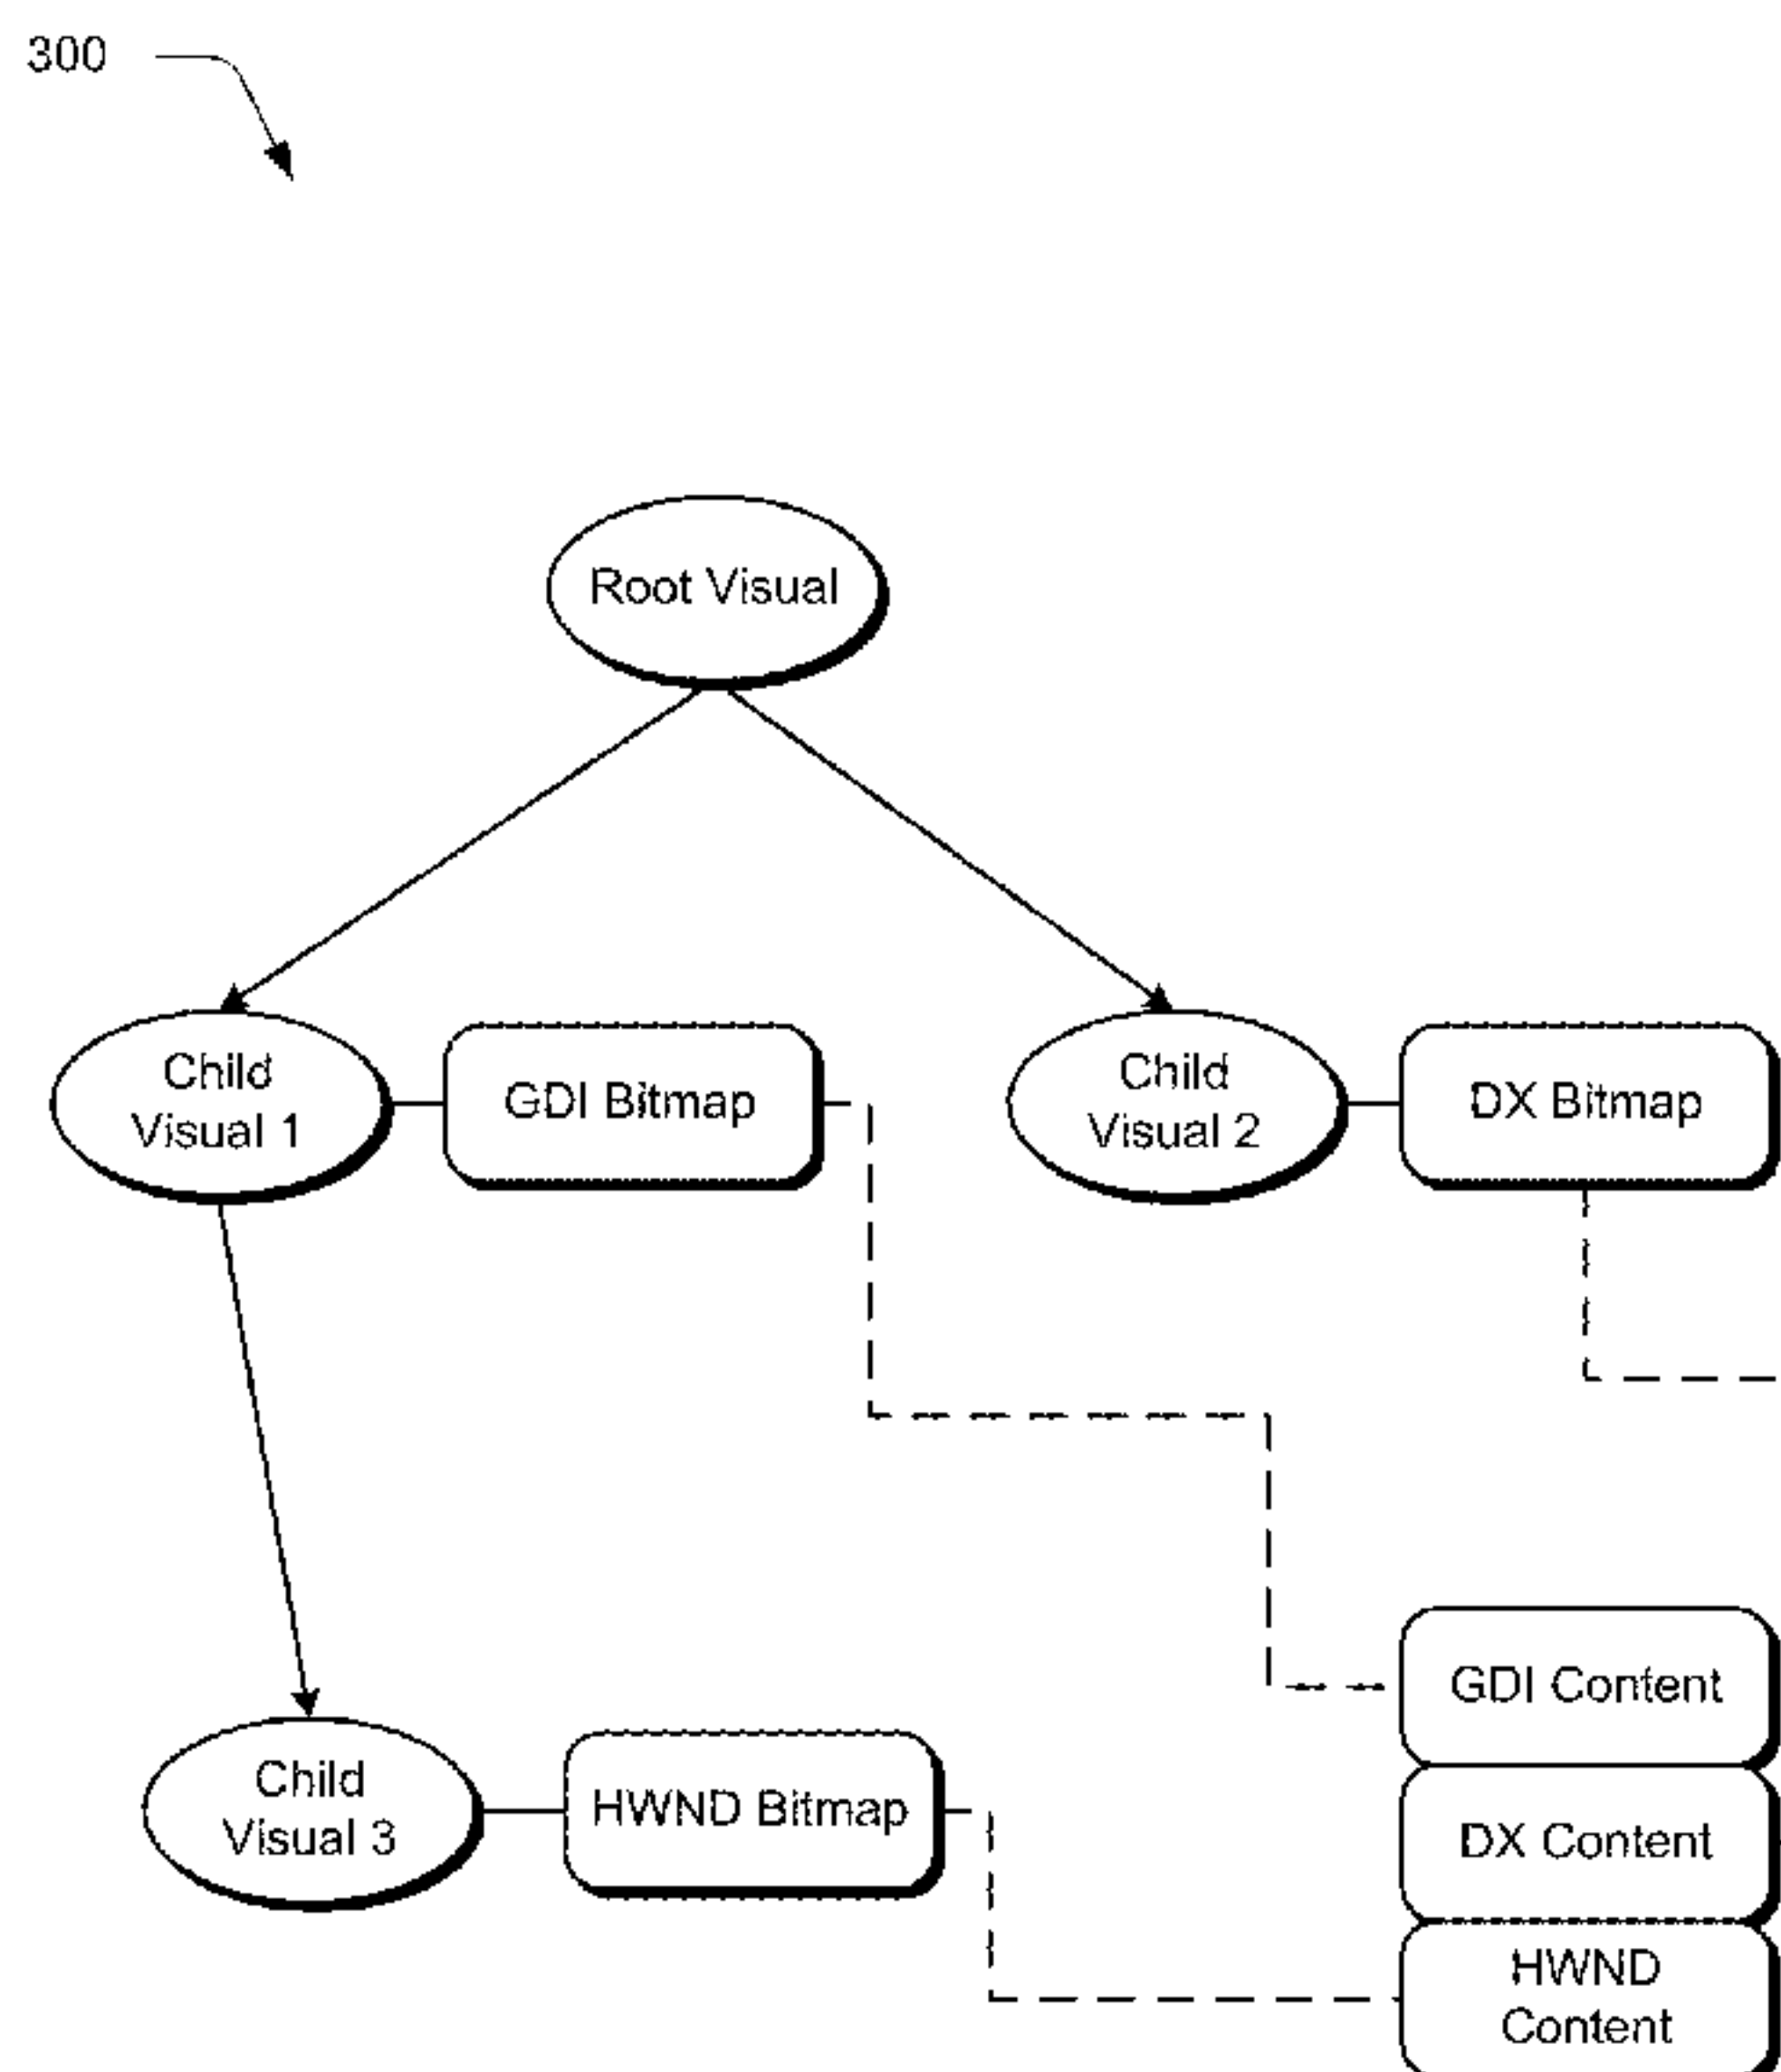 300
Root Visual
Child
Visual 1
GDI Bitmap
Child
Visual 2
DX Bitmap
GDI Content
Child
Visual 3
HWND Bitmap
DX Content
HWND
Content